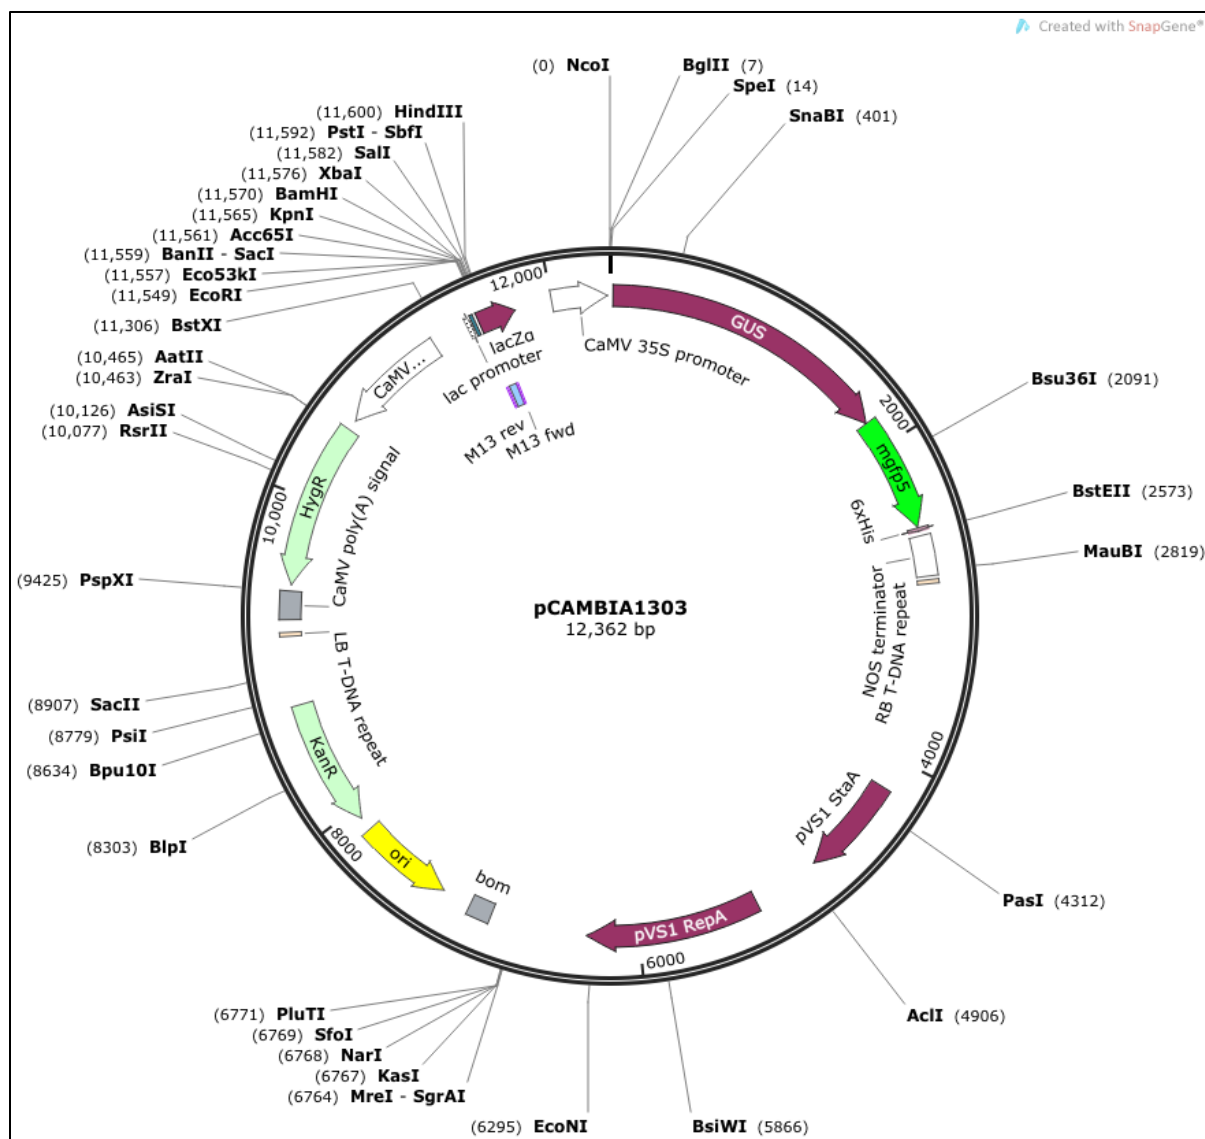 Created with SnapGene®
(0) NcoI
BglII (7)
SpeI (14)
SnaBI (401)
(11,600) HindIII
(11,592) PstI - SbfI
(11,582) SalI
(11,576) XbaI
(11,570) BamHI
(11,565) KpnI
(11,561) Acc65I
(11,559) BanII - SacI
(11,557) Eco53kI
(11,549) EcoRI
(11,306) BstXI
(10,465) AatII
(10,463) ZraI
(10,126) AsiSI
(10,077) RsrII
(9425) PspXI
(8907) SacII
(8779) PsiI
(8634) Bpu10I
(8303) BlpI
(6771) PluTI
(6769) SfoI
(6768) NarI
(6767) KasI
(6764) MreI - SgrAI
(6295) EcoNI
BsiWI (5866)
AclI (4906)
PasI (4312)
MauBI (2819)
BstEII (2573)
Bsu36I (2091)
12,000
2000
4000
6000
8000
10,000
CaMV 35S promoter
GUS
mgfp5
6xHis
NOS terminator
RB T-DNA repeat
pVS1 StaA
pVS1 RepA
bom
ori
KanR
LB T-DNA repeat
CaMV poly(A) signal
HygR
CaMV...
lac promoter
lacZα
M13 rev
M13 fwd
pCAMBIA1303
12,362 bp